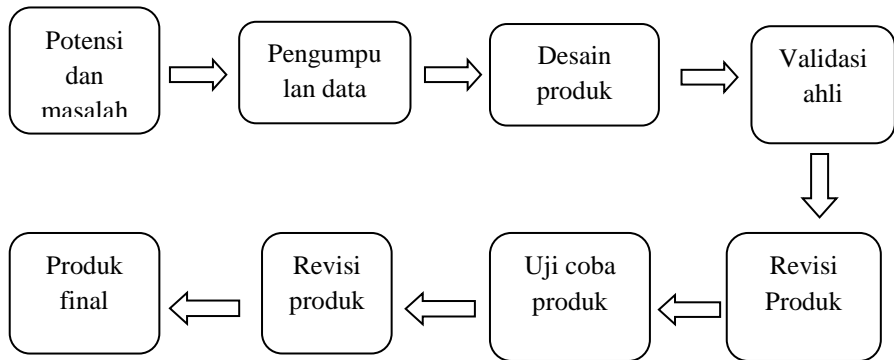 Potensi
dan
masalah
Pengumpu
lan data
Desain
produk
Validasi
ahli
Produk
final
Revisi
produk
Uji coba
produk
Revisi
Produk